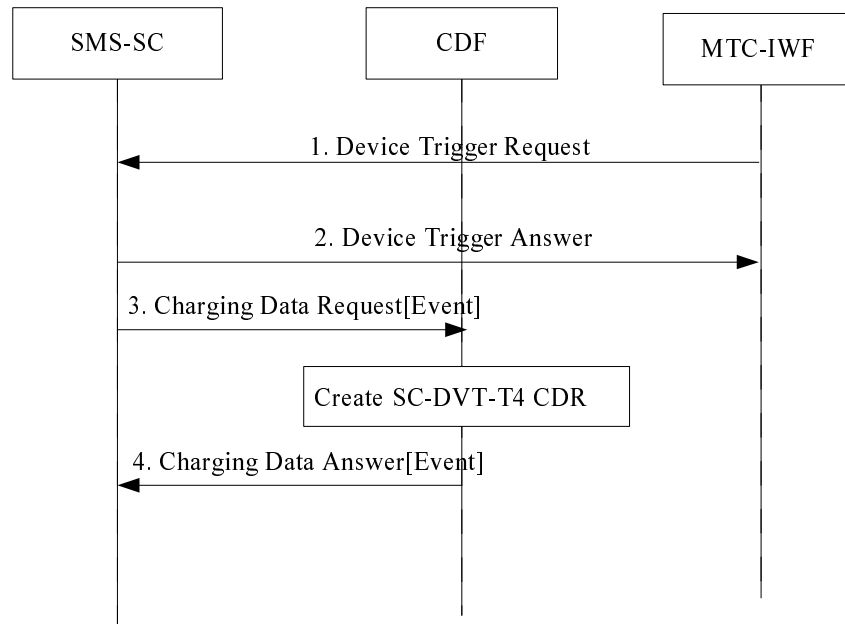 SMS-SC
CDF
MTC-IWF
1. Device Trigger Request
2. Device Trigger Answer
3. Charging Data Request[Event]
Create SC-DVT-T4 CDR
4. Charging Data Answer[Event]